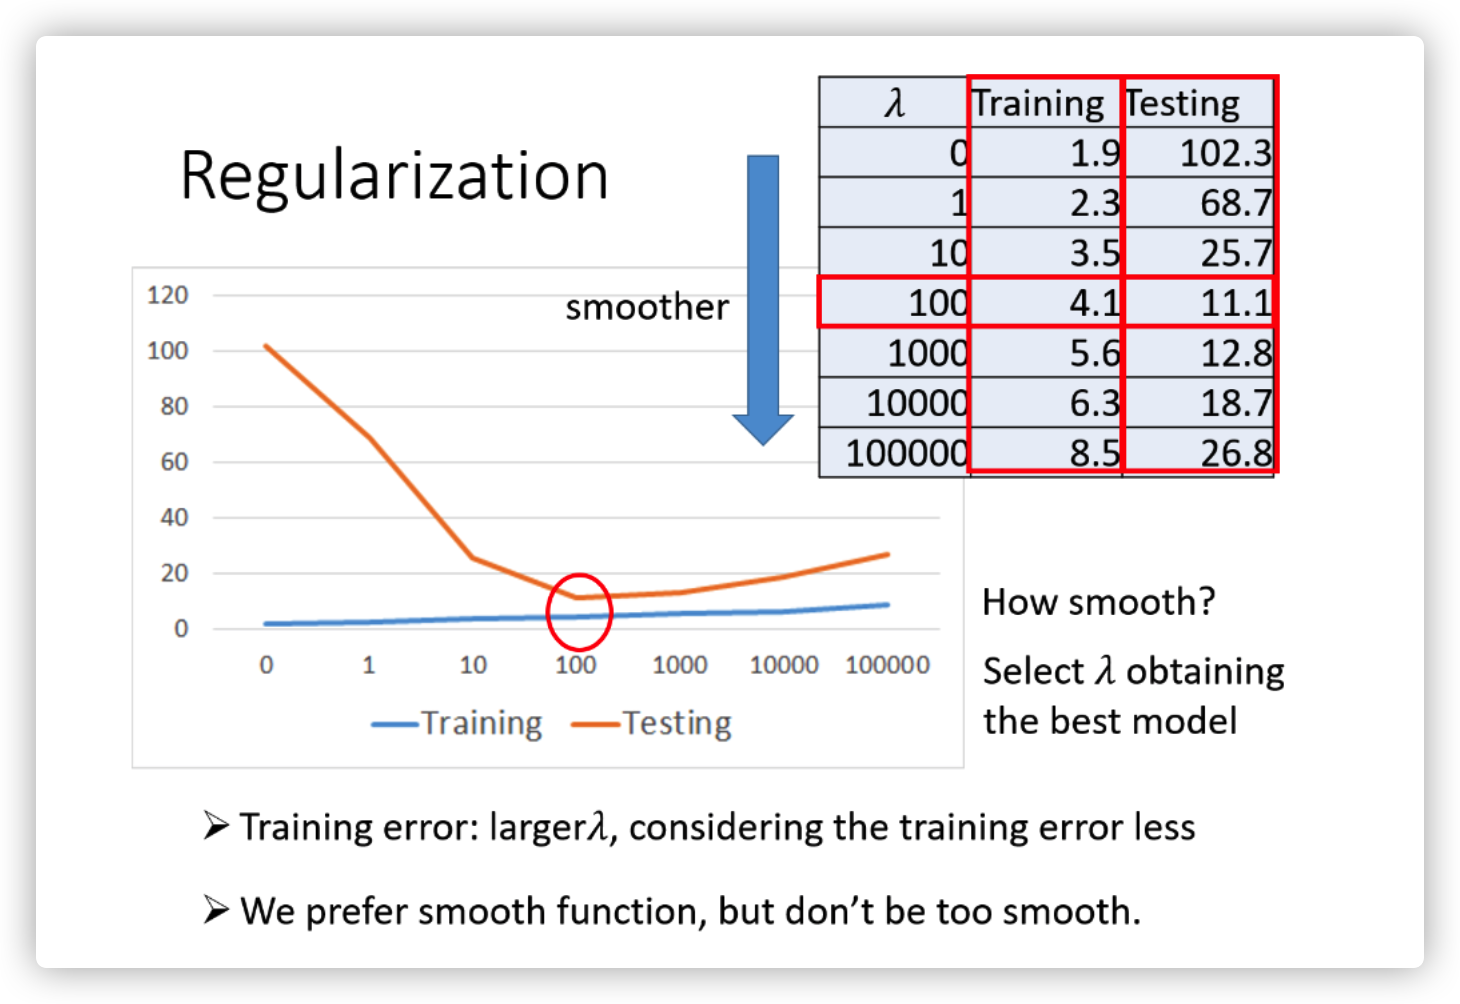 Regularization
λ Training Testing
0 1.9 102.3
1 2.3 68.7
10 3.5 25.7
100 4.1 11.1
1000 5.6 12.8
10000 6.3 18.7
100000 8.5 26.8
smoother
120
100
80
60
40
20
0
0 1 10 100 1000 10000 100000
Training Testing
How smooth?
Select λ obtaining
the best model
➢ Training error: largerλ, considering the training error less
➢ We prefer smooth function, but don’t be too smooth.